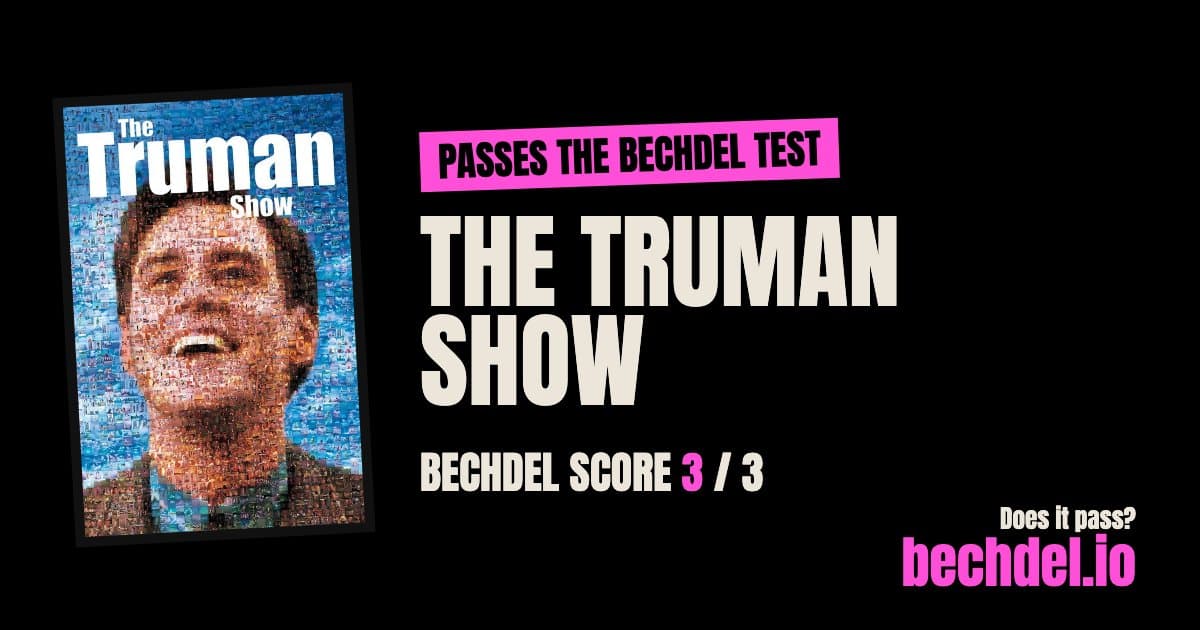 The
Truman
Show
PASSES THE BECHDEL TEST
THE TRUMAN
SHOW
BECHDEL SCORE 3 / 3
Does it pass?
bechdel.io